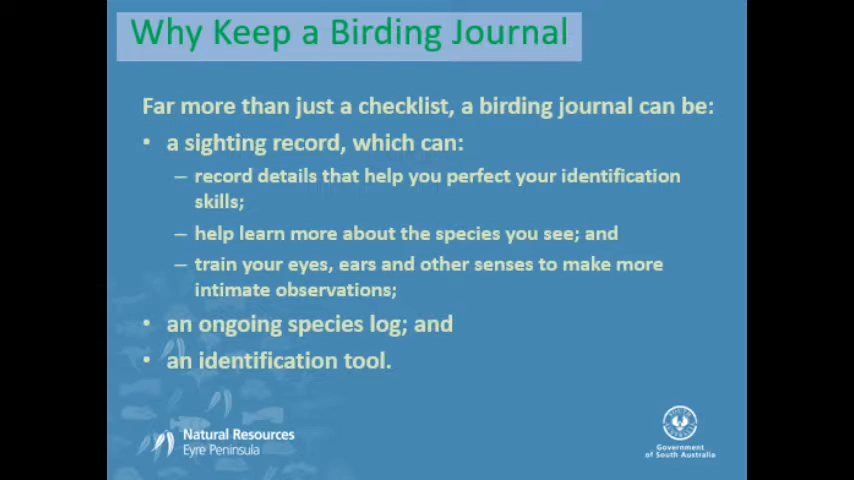 Why Keep a Birding Journal
Far more than just a checklist, a birding journal can be:
• a sighting record, which can:
– record details that help you perfect your identification
skills;
– help learn more about the species you see; and
– train your eyes, ears and other senses to make more
intimate observations;
• an ongoing species log; and
• an identification tool.
Natural Resources
Eyre Peninsula
SOUTH AUSTRALIA
Government
of South Australia